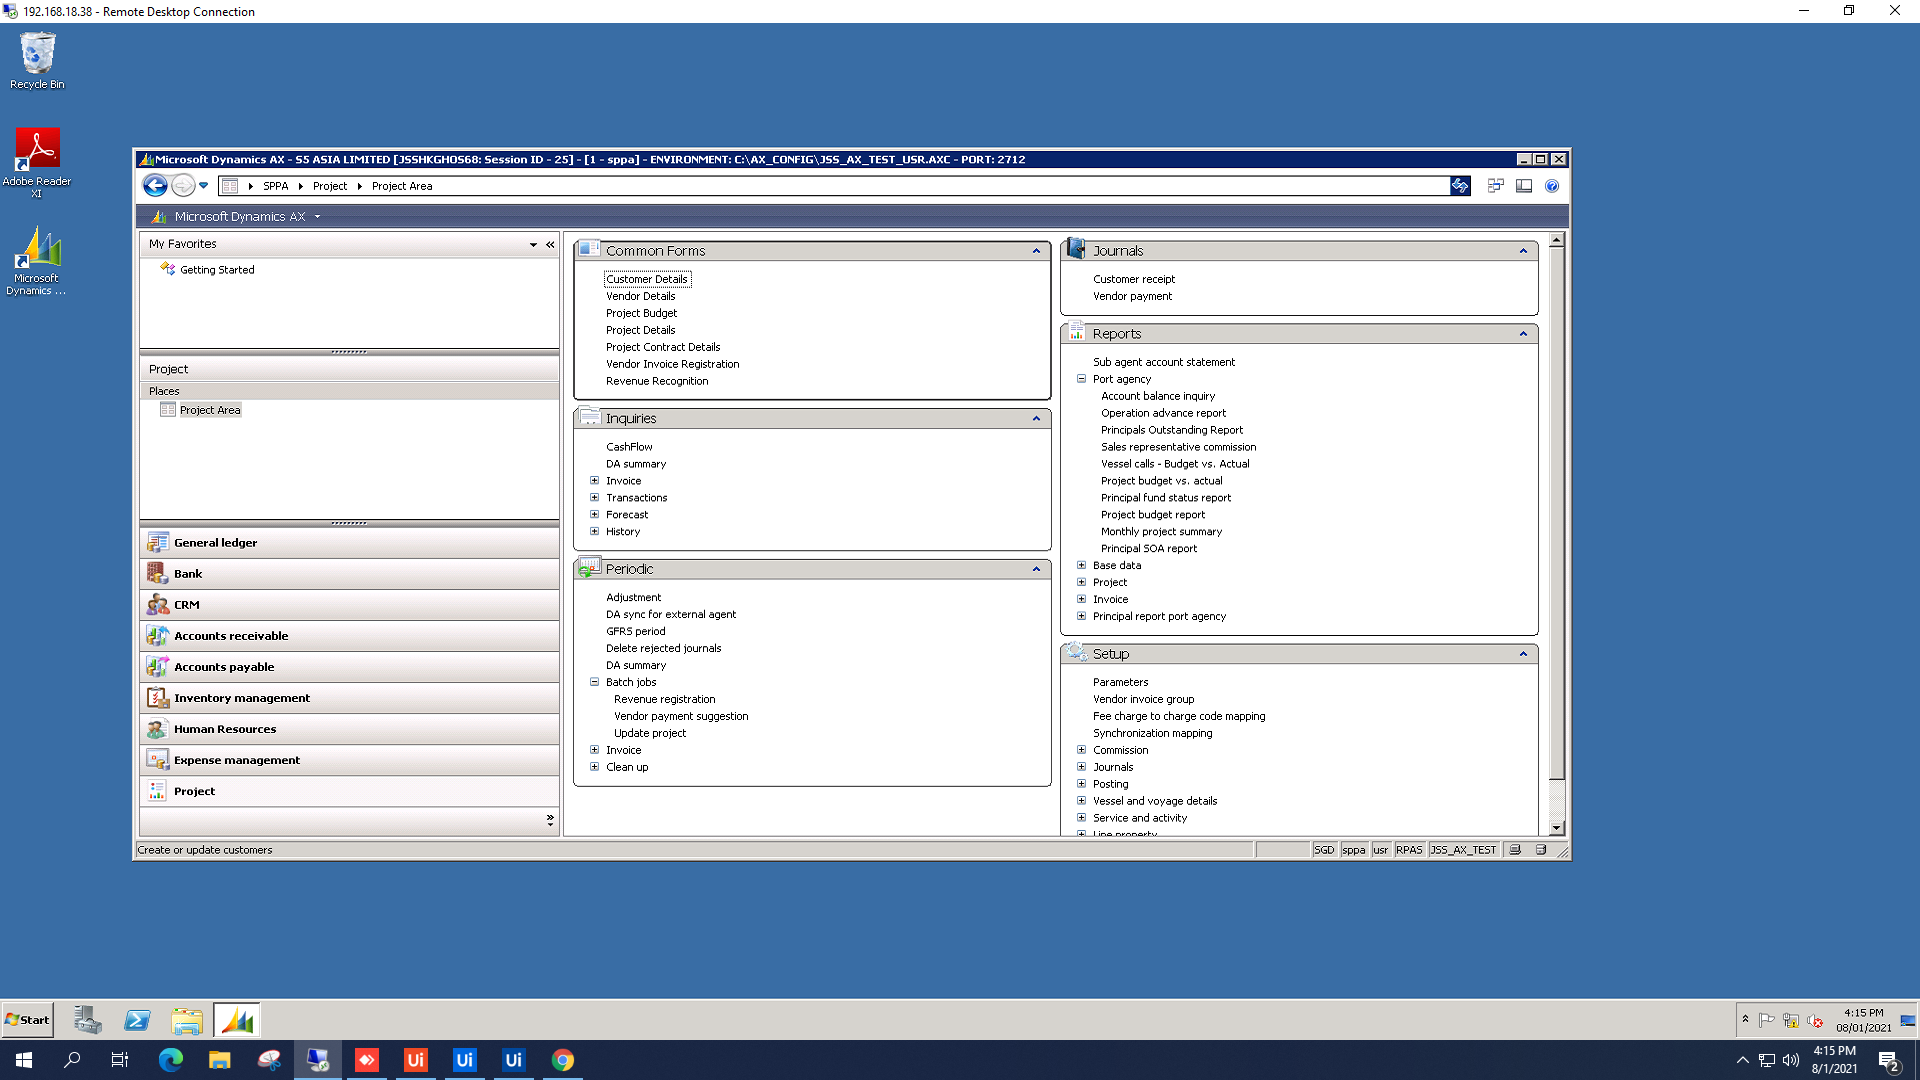 192.168.18.38 - Remote Desktop Connection
Recycle Bin
Adobe Reader
XI
Microsoft
Dynamics ...
Microsoft Dynamics AX - S5 ASIA LIMITED [JSSHKGHOS68: Session ID - 25] - [1 - sppa] - ENVIRONMENT: C:\AX_CONFIG\JSS_AX_TEST_USR.AXC - PORT: 2712
SPPA
Project
Project Area
Microsoft Dynamics AX
My Favorites
Getting Started
Project
Places
Project Area
General ledger
Bank
CRM
Accounts receivable
Accounts payable
Inventory management
Human Resources
Expense management
Project
Common Forms
Customer Details
Vendor Details
Project Budget
Project Details
Project Contract Details
Vendor Invoice Registration
Revenue Recognition
Inquiries
CashFlow
DA summary
Invoice
Transactions
Forecast
History
Periodic
Adjustment
DA sync for external agent
GFRS period
Delete rejected journals
DA summary
Batch jobs
Revenue registration
Vendor payment suggestion
Update project
Invoice
Clean up
Journals
Customer receipt
Vendor payment
Reports
Sub agent account statement
Port agency
Account balance inquiry
Operation advance report
Principals Outstanding Report
Sales representative commission
Vessel calls - Budget vs. Actual
Project budget vs. actual
Principal fund status report
Project budget report
Monthly project summary
Principal SOA report
Base data
Project
Invoice
Principal report port agency
Setup
Parameters
Vendor invoice group
Fee charge to charge code mapping
Synchronization mapping
Commission
Journals
Posting
Vessel and voyage details
Service and activity
Line property
Create or update customers
SGD
sppa
usr
RPAS
JSS_AX_TEST
Start
4:15 PM
08/01/2021
Ui
Ui
Ui
4:15 PM
8/1/2021
2